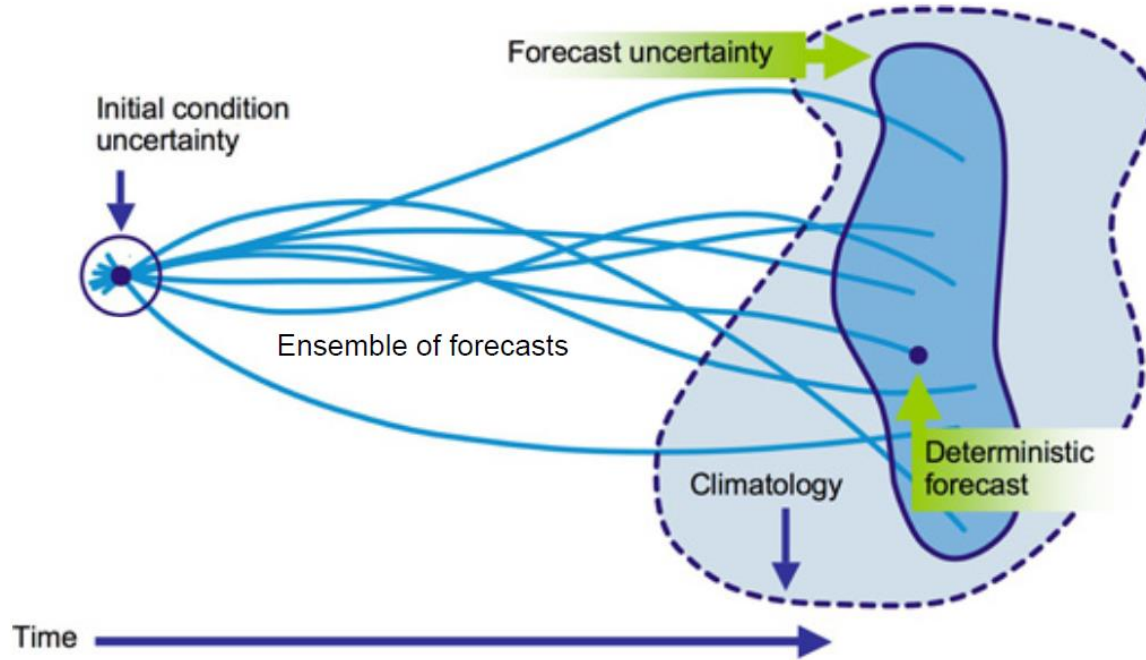 Forecast uncertainty
Initial condition
uncertainty
Ensemble of forecasts
Deterministic
forecast
Climatology
Time